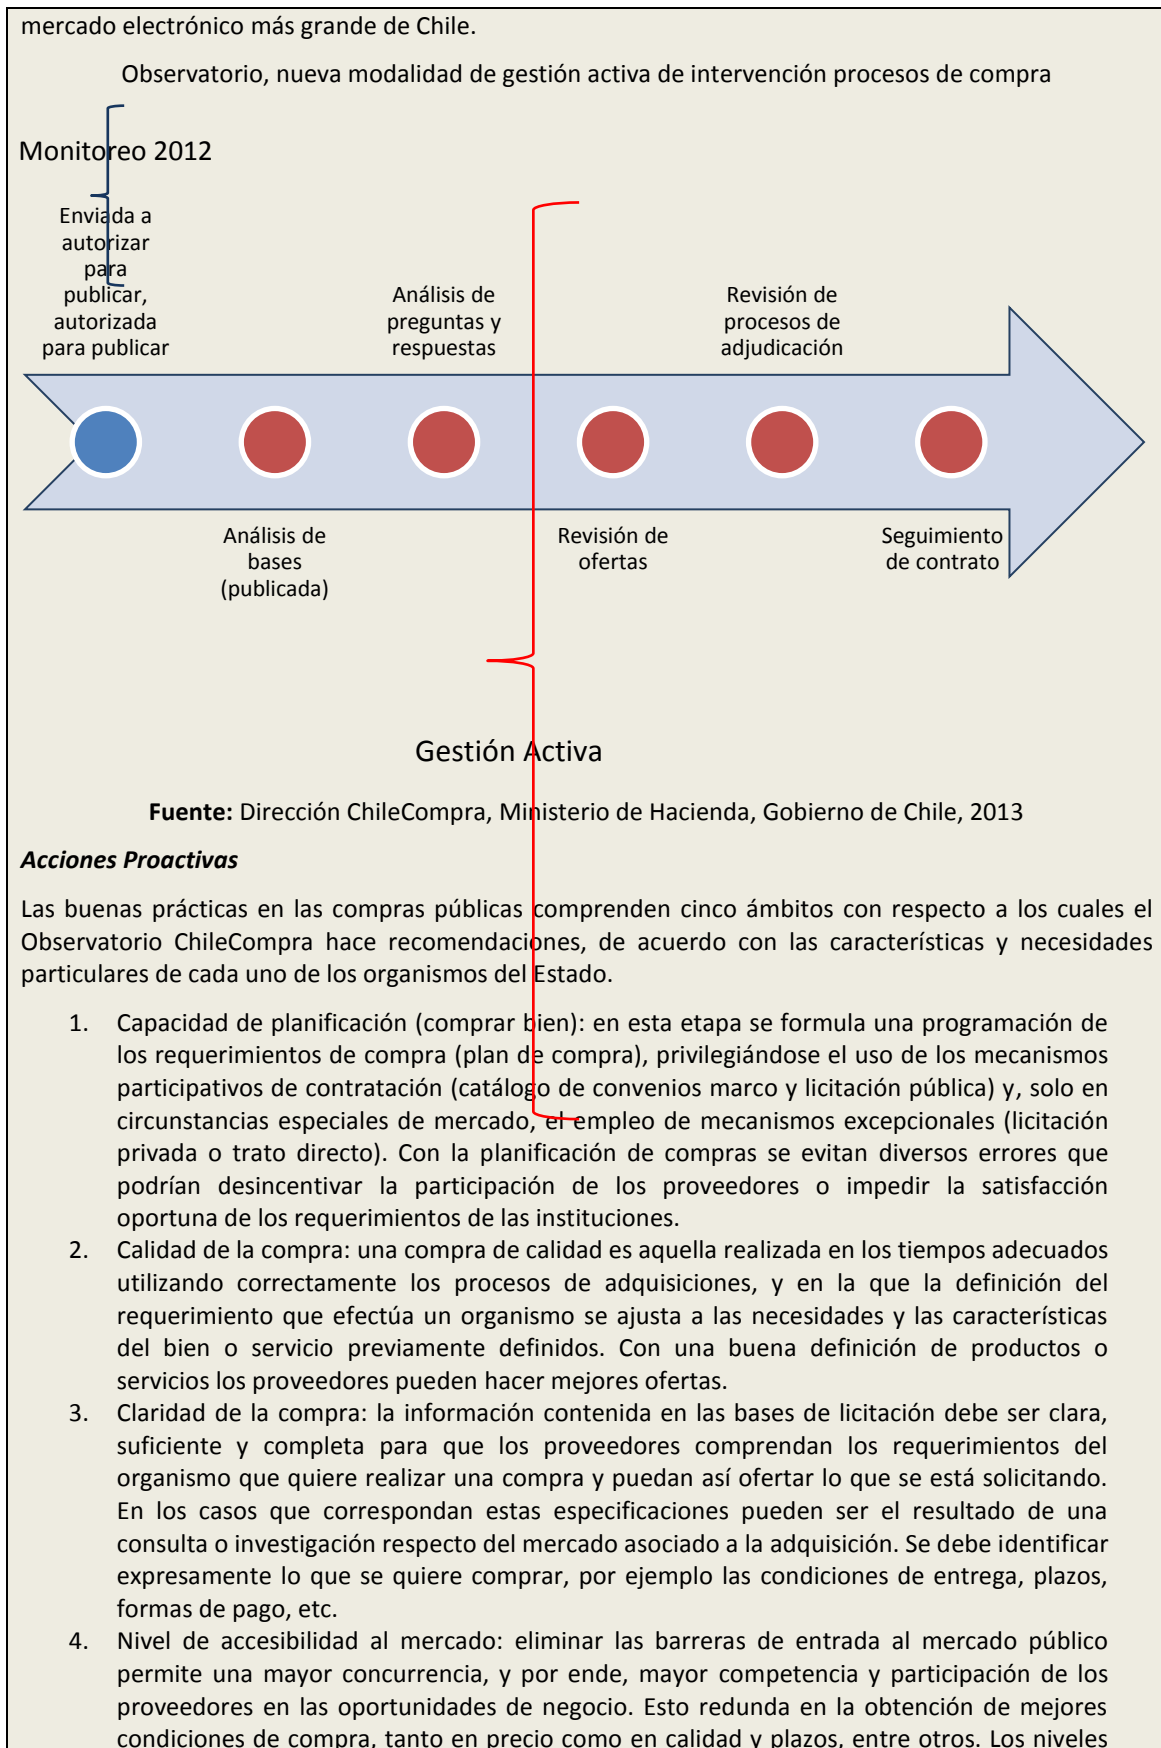 mercado electrónico más grande de Chile.
Observatorio, nueva modalidad de gestión activa de intervención procesos de compra
Monitoreo 2012
Enviada a
autorizar
para
publicar,
autorizada
para publicar
Análisis de
preguntas y
respuestas
Revisión de
procesos de
adjudicación
Análisis de
bases
(publicada)
Revisión de
ofertas
Seguimiento
de contrato
Gestión Activa
Fuente: Dirección ChileCompra, Ministerio de Hacienda, Gobierno de Chile, 2013
Acciones Proactivas
Las buenas prácticas en las compras públicas comprenden cinco ámbitos con respecto a los cuales el
Observatorio ChileCompra hace recomendaciones, de acuerdo con las características y necesidades
particulares de cada uno de los organismos del Estado.
1. Capacidad de planificación (comprar bien): en esta etapa se formula una programación de
los requerimientos de compra (plan de compra), privilegiándose el uso de los mecanismos
participativos de contratación (catálogo de convenios marco y licitación pública) y, solo en
circunstancias especiales de mercado, el empleo de mecanismos excepcionales (licitación
privada o trato directo). Con la planificación de compras se evitan diversos errores que
podrían desincentivar la participación de los proveedores o impedir la satisfacción
oportuna de los requerimientos de las instituciones.
2. Calidad de la compra: una compra de calidad es aquella realizada en los tiempos adecuados
utilizando correctamente los procesos de adquisiciones, y en la que la definición del
requerimiento que efectúa un organismo se ajusta a las necesidades y las características
del bien o servicio previamente definidos. Con una buena definición de productos o
servicios los proveedores pueden hacer mejores ofertas.
3. Claridad de la compra: la información contenida en las bases de licitación debe ser clara,
suficiente y completa para que los proveedores comprendan los requerimientos del
organismo que quiere realizar una compra y puedan así ofertar lo que se está solicitando.
En los casos que correspondan estas especificaciones pueden ser el resultado de una
consulta o investigación respecto del mercado asociado a la adquisición. Se debe identificar
expresamente lo que se quiere comprar, por ejemplo las condiciones de entrega, plazos,
formas de pago, etc.
4. Nivel de accesibilidad al mercado: eliminar las barreras de entrada al mercado público
permite una mayor concurrencia, y por ende, mayor competencia y participación de los
proveedores en las oportunidades de negocio. Esto redunda en la obtención de mejores
condiciones de compra, tanto en precio como en calidad y plazos, entre otros. Los niveles